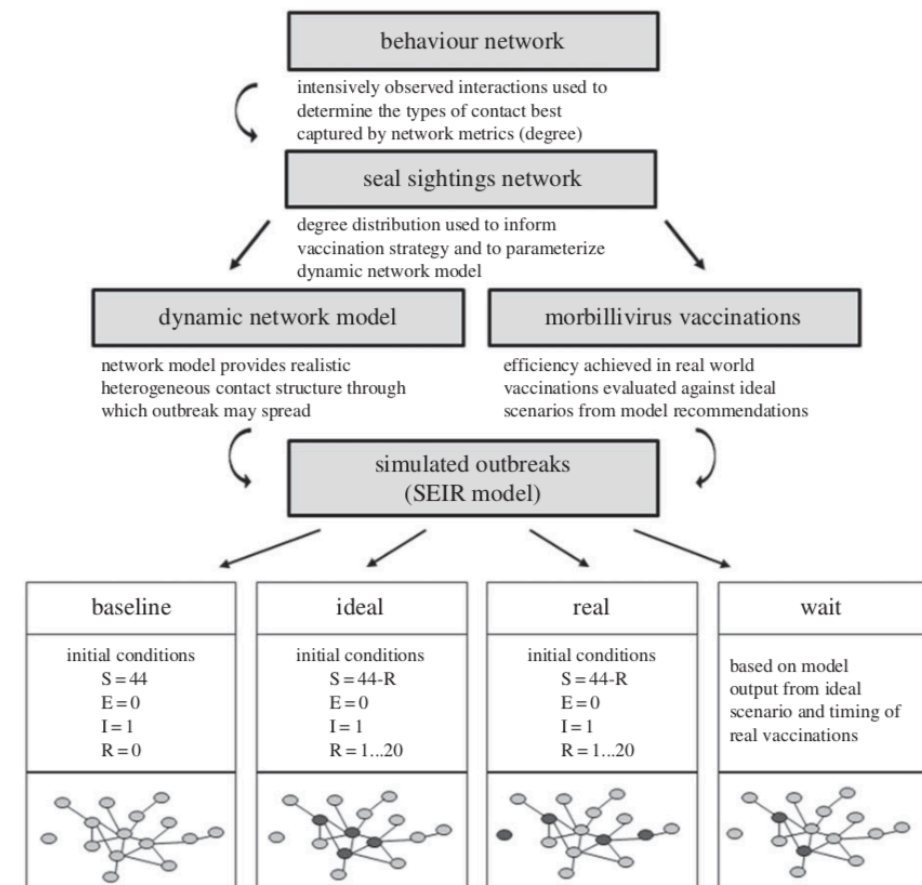 behaviour network
intensively observed interactions used to
determine the types of contact best
captured by network metrics (degree)
seal sightings network
degree distribution used to inform
vaccination strategy and to parameterize
dynamic network model
dynamic network model
network model provides realistic
heterogeneous contact structure through
which outbreak may spread
morbillivirus vaccinations
efficiency achieved in real world
vaccinations evaluated against ideal
scenarios from model recommendations
simulated outbreaks
(SEIR model)
baseline
initial conditions
S = 44
E = 0
I = 1
R = 0
ideal
initial conditions
S = 44-R
E = 0
I = 1
R = 1...20
real
initial conditions
S = 44-R
E = 0
I = 1
R = 1...20
wait
based on model
output from ideal
scenario and timing of
real vaccinations